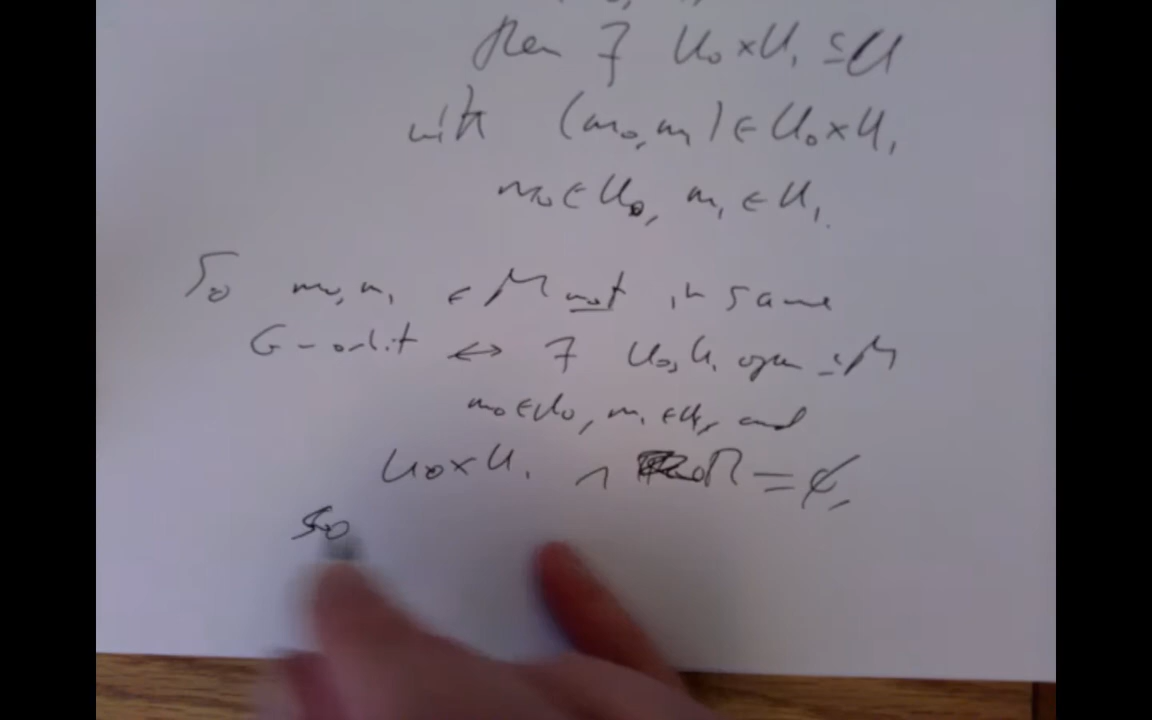 then ∃ U₀×U₁ ⊆ U
with (m₀,m₁) ∈ U₀×U₁
m₀∈U₀, m₁∈U₁.
So m₀,m₁ ∈ M not in same
G-orbit ↔ ∃ U₀,U₁ open ⊆ M
m₀∈U₀, m₁∈U₁, and
U₀×U₁ ∩ R = ϕ,
so